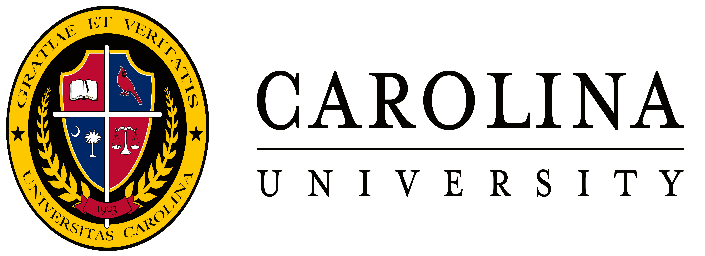 GRATIAE ET VERITATIS
UNIVERSITAS CAROLINA
CAROLINA
UNIVERSITY